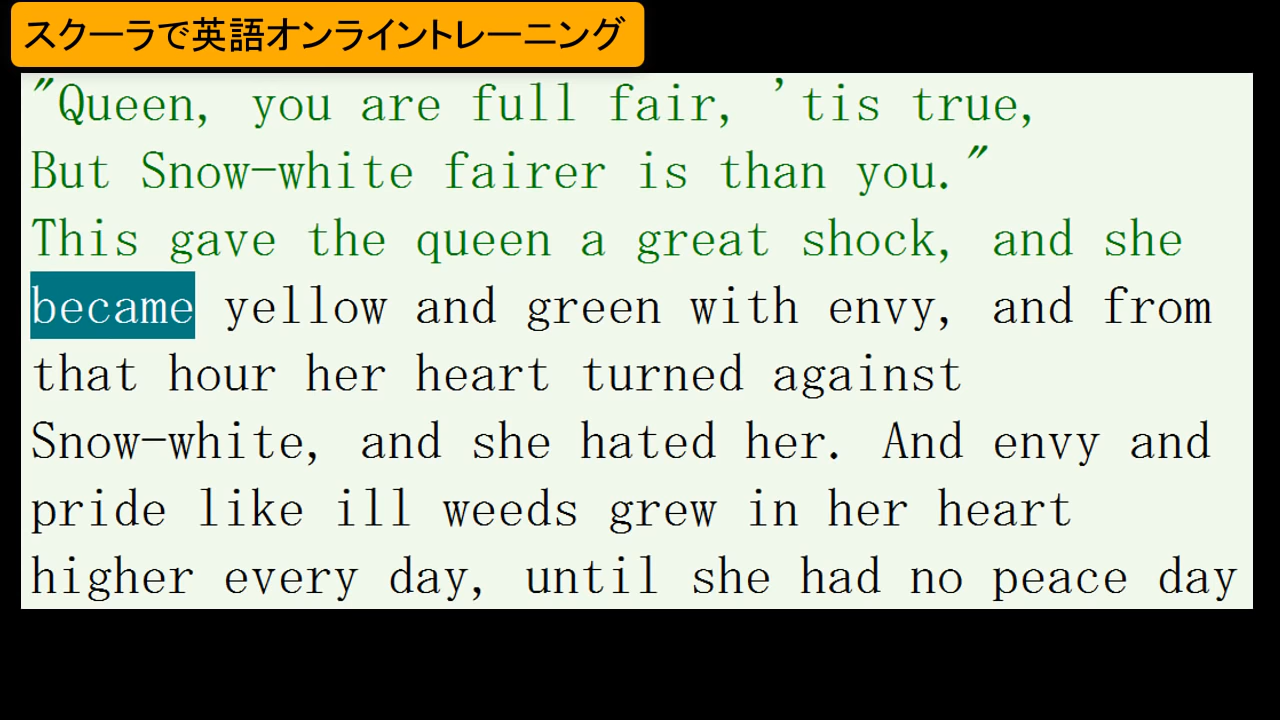 スクーラで英語オンライントレーニング
"Queen, you are full fair, 'tis true,
But Snow-white fairer is than you."
This gave the queen a great shock, and she
became yellow and green with envy, and from
that hour her heart turned against
Snow-white, and she hated her. And envy and
pride like ill weeds grew in her heart
higher every day, until she had no peace day